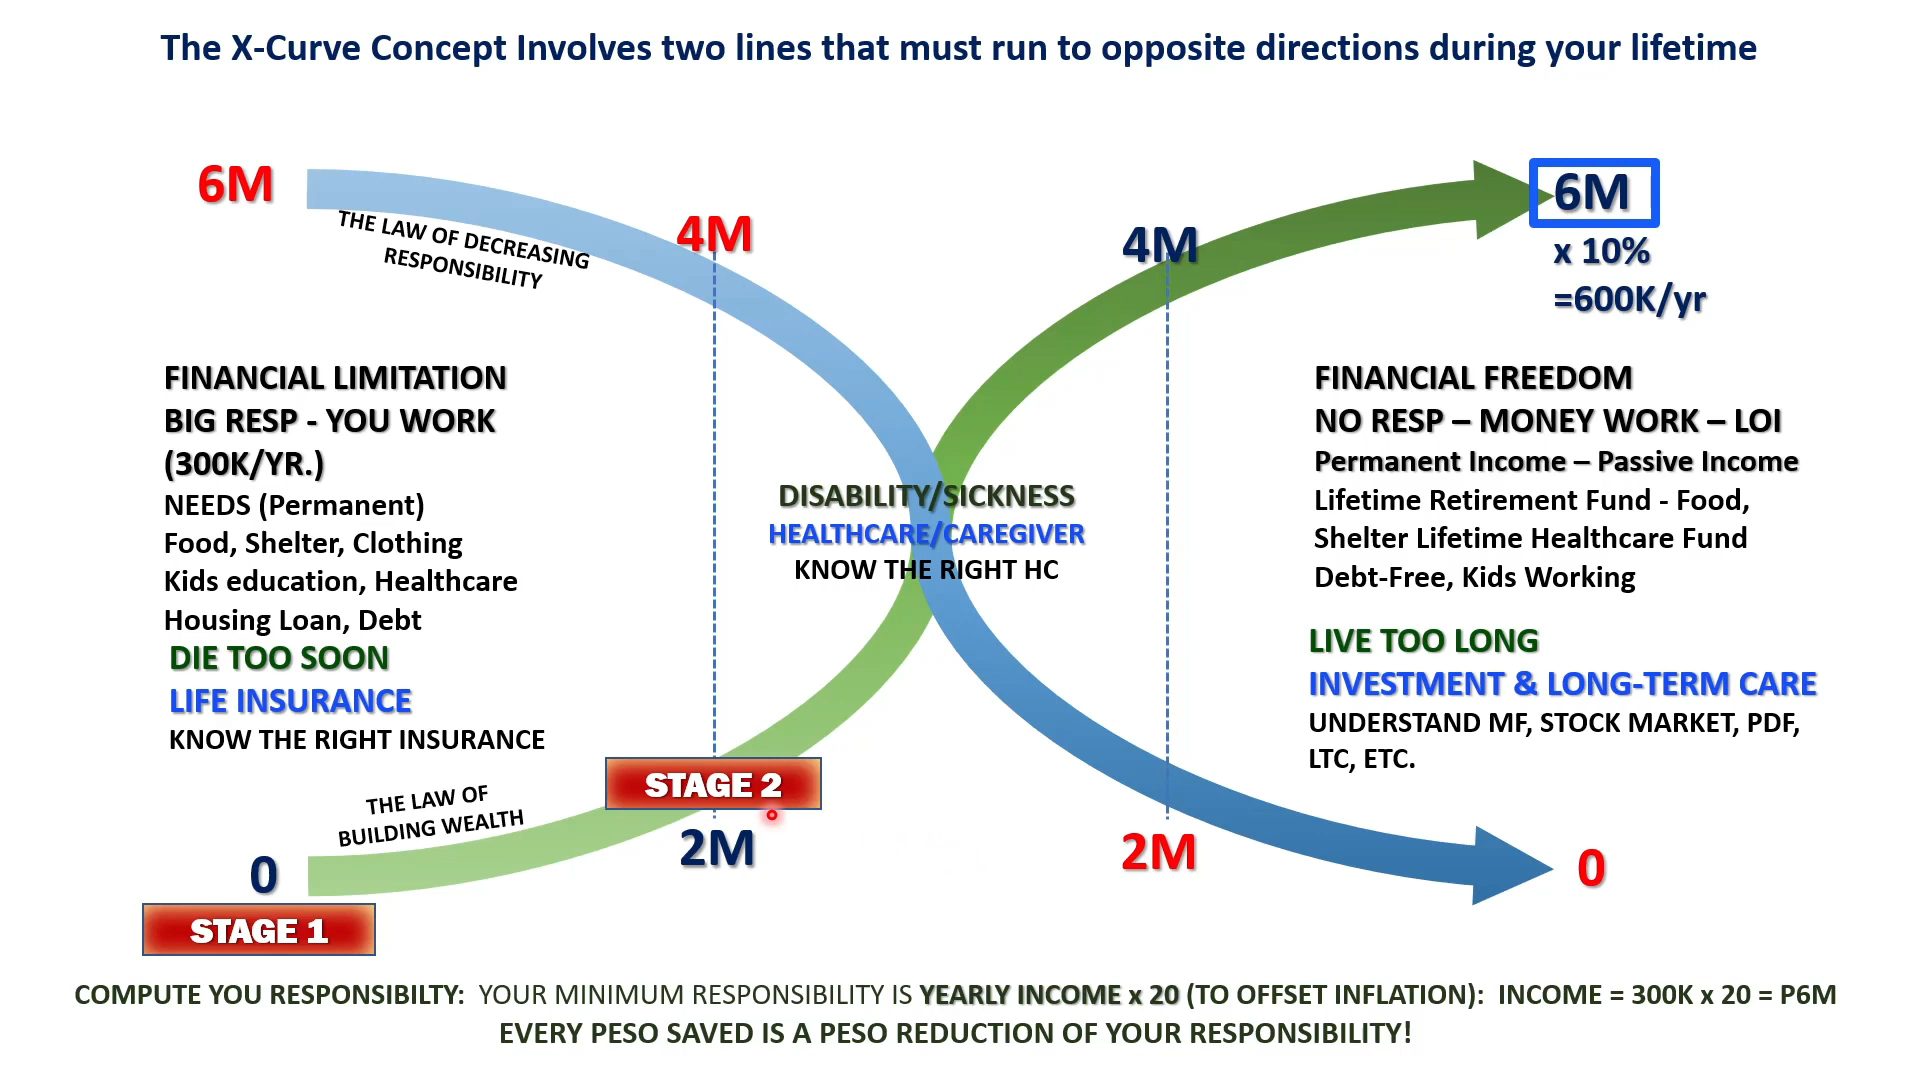 The X-Curve Concept Involves two lines that must run to opposite directions during your lifetime
6M
THE LAW OF DECREASING
RESPONSIBILITY
4M
4M
6M
x 10%
=600K/yr
FINANCIAL LIMITATION
BIG RESP - YOU WORK
(300K/YR.)
NEEDS (Permanent)
Food, Shelter, Clothing
Kids education, Healthcare
Housing Loan, Debt
DIE TOO SOON
LIFE INSURANCE
KNOW THE RIGHT INSURANCE
DISABILITY/SICKNESS
HEALTHCARE/CAREGIVER
KNOW THE RIGHT HC
FINANCIAL FREEDOM
NO RESP – MONEY WORK – LOI
Permanent Income – Passive Income
Lifetime Retirement Fund - Food,
Shelter Lifetime Healthcare Fund
Debt-Free, Kids Working
LIVE TOO LONG
INVESTMENT & LONG-TERM CARE
UNDERSTAND MF, STOCK MARKET, PDF,
LTC, ETC.
THE LAW OF
BUILDING WEALTH
0
STAGE 1
STAGE 2
2M
2M
0
COMPUTE YOU RESPONSIBILTY: YOUR MINIMUM RESPONSIBILITY IS YEARLY INCOME x 20 (TO OFFSET INFLATION): INCOME = 300K x 20 = P6M
EVERY PESO SAVED IS A PESO REDUCTION OF YOUR RESPONSIBILITY!